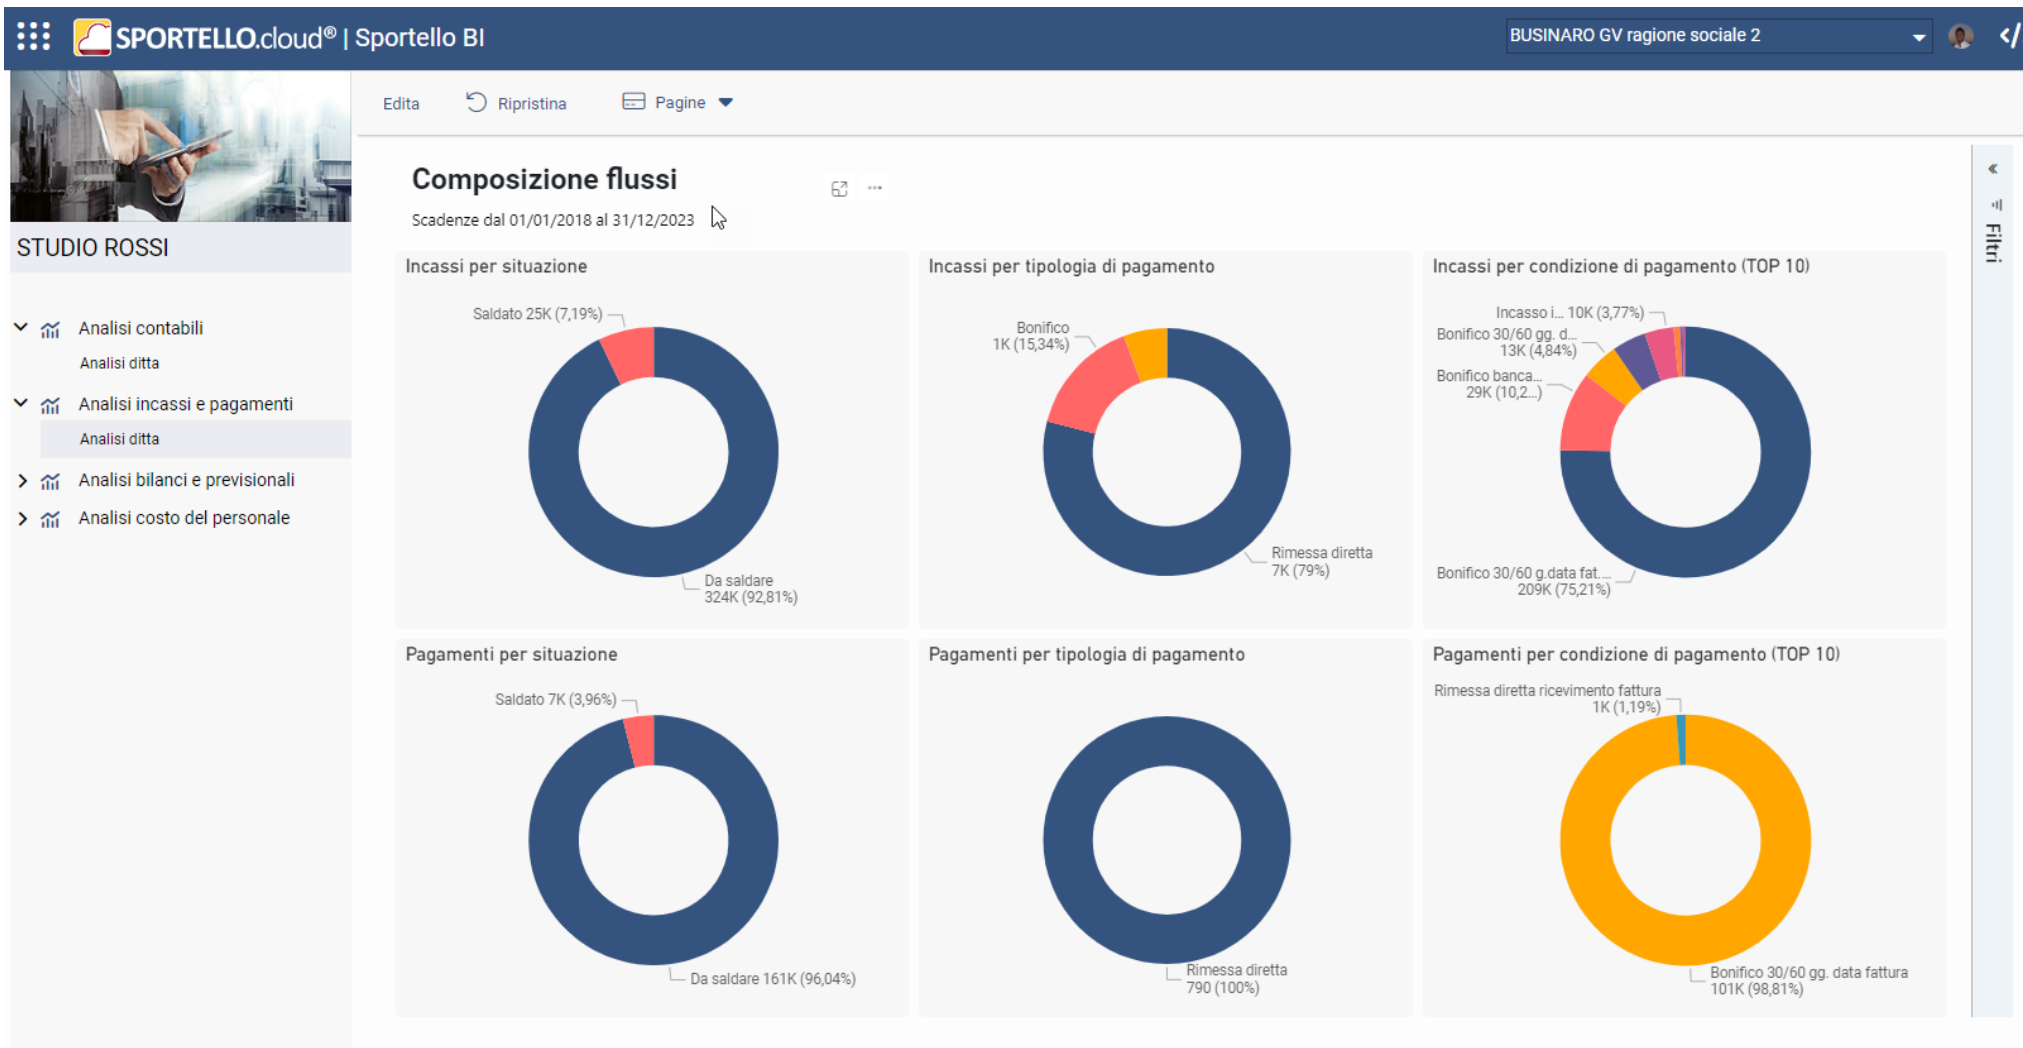 SPORTELLO.cloud® | Sportello BI
BUSINARO GV ragione sociale 2
Edita
Ripristina
Pagine
STUDIO ROSSI
Analisi contabili
Analisi ditta
Analisi incassi e pagamenti
Analisi ditta
Analisi bilanci e previsionali
Analisi costo del personale
Composizione flussi
Scadenze dal 01/01/2018 al 31/12/2023
Filtri
Incassi per situazione
Saldato 25K (7,19%)
Da saldare
324K (92,81%)
Incassi per tipologia di pagamento
Bonifico
1K (15,34%)
Rimessa diretta
7K (79%)
Incassi per condizione di pagamento (TOP 10)
Incasso i... 10K (3,77%)
Bonifico 30/60 gg. d...
13K (4,84%)
Bonifico banca...
29K (10,2...)
Bonifico 30/60 g.data fat....
209K (75,21%)
Pagamenti per situazione
Saldato 7K (3,96%)
Da saldare 161K (96,04%)
Pagamenti per tipologia di pagamento
Rimessa diretta
790 (100%)
Pagamenti per condizione di pagamento (TOP 10)
Rimessa diretta ricevimento fattura
1K (1,19%)
Bonifico 30/60 gg. data fattura
101K (98,81%)